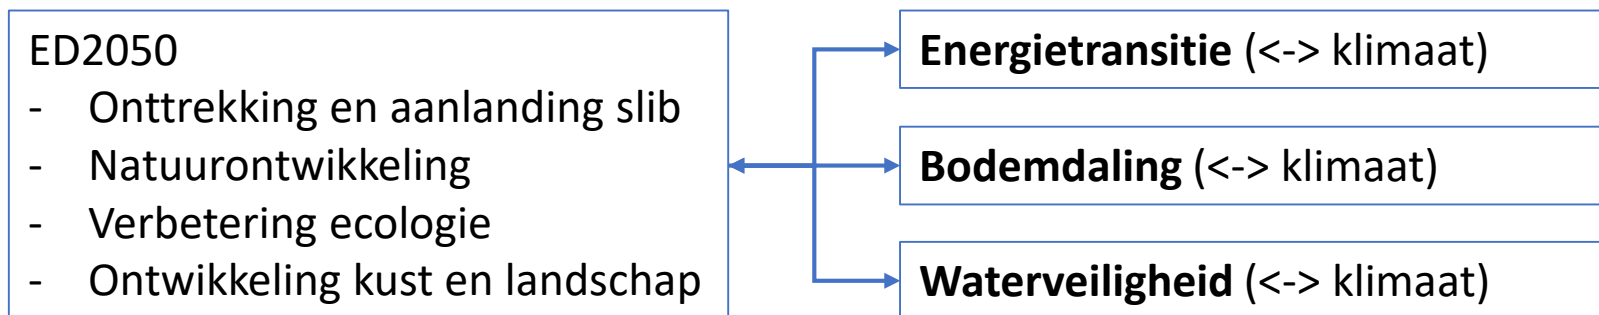 ED2050
- Onttrekking en aanlanding slib
- Natuurontwikkeling
- Verbetering ecologie
- Ontwikkeling kust en landschap
Energietransitie (<-> klimaat)
Bodemdaling (<-> klimaat)
Waterveiligheid (<-> klimaat)